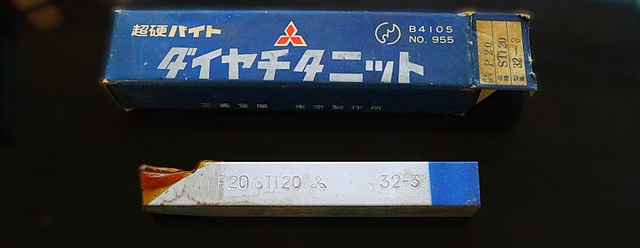 超硬バイト
B4105
NO. 955
ダイヤチタニット
三菱金属 東京製作所
P20
STi20
32-3
P20 STi20
32-3